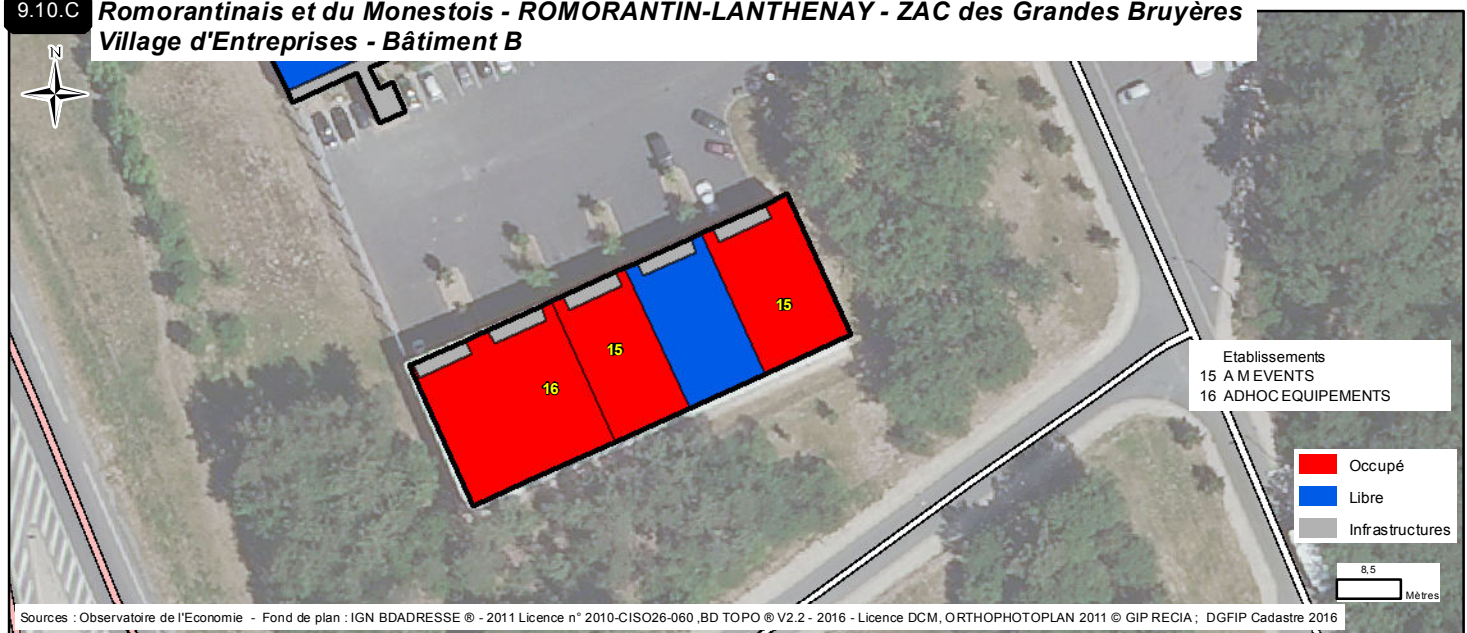 9.10.C
Romorantinais et du Monestois - ROMORANTIN-LANTHENAY - ZAC des Grandes Bruyères
Village d'Entreprises - Bâtiment B
N
15
15
16
Etablissements
15 A M EVENTS
16 ADHOC EQUIPEMENTS
Occupé
Libre
Infrastructures
8,5
Mètres
Sources : Observatoire de l'Economie - Fond de plan : IGN BDADRESSE ® - 2011 Licence n° 2010-CISO26-060 ,BD TOPO ® V2.2 - 2016 - Licence DCM, ORTHOPHOTOPLAN 2011 © GIP RECIA ; DGFIP Cadastre 2016